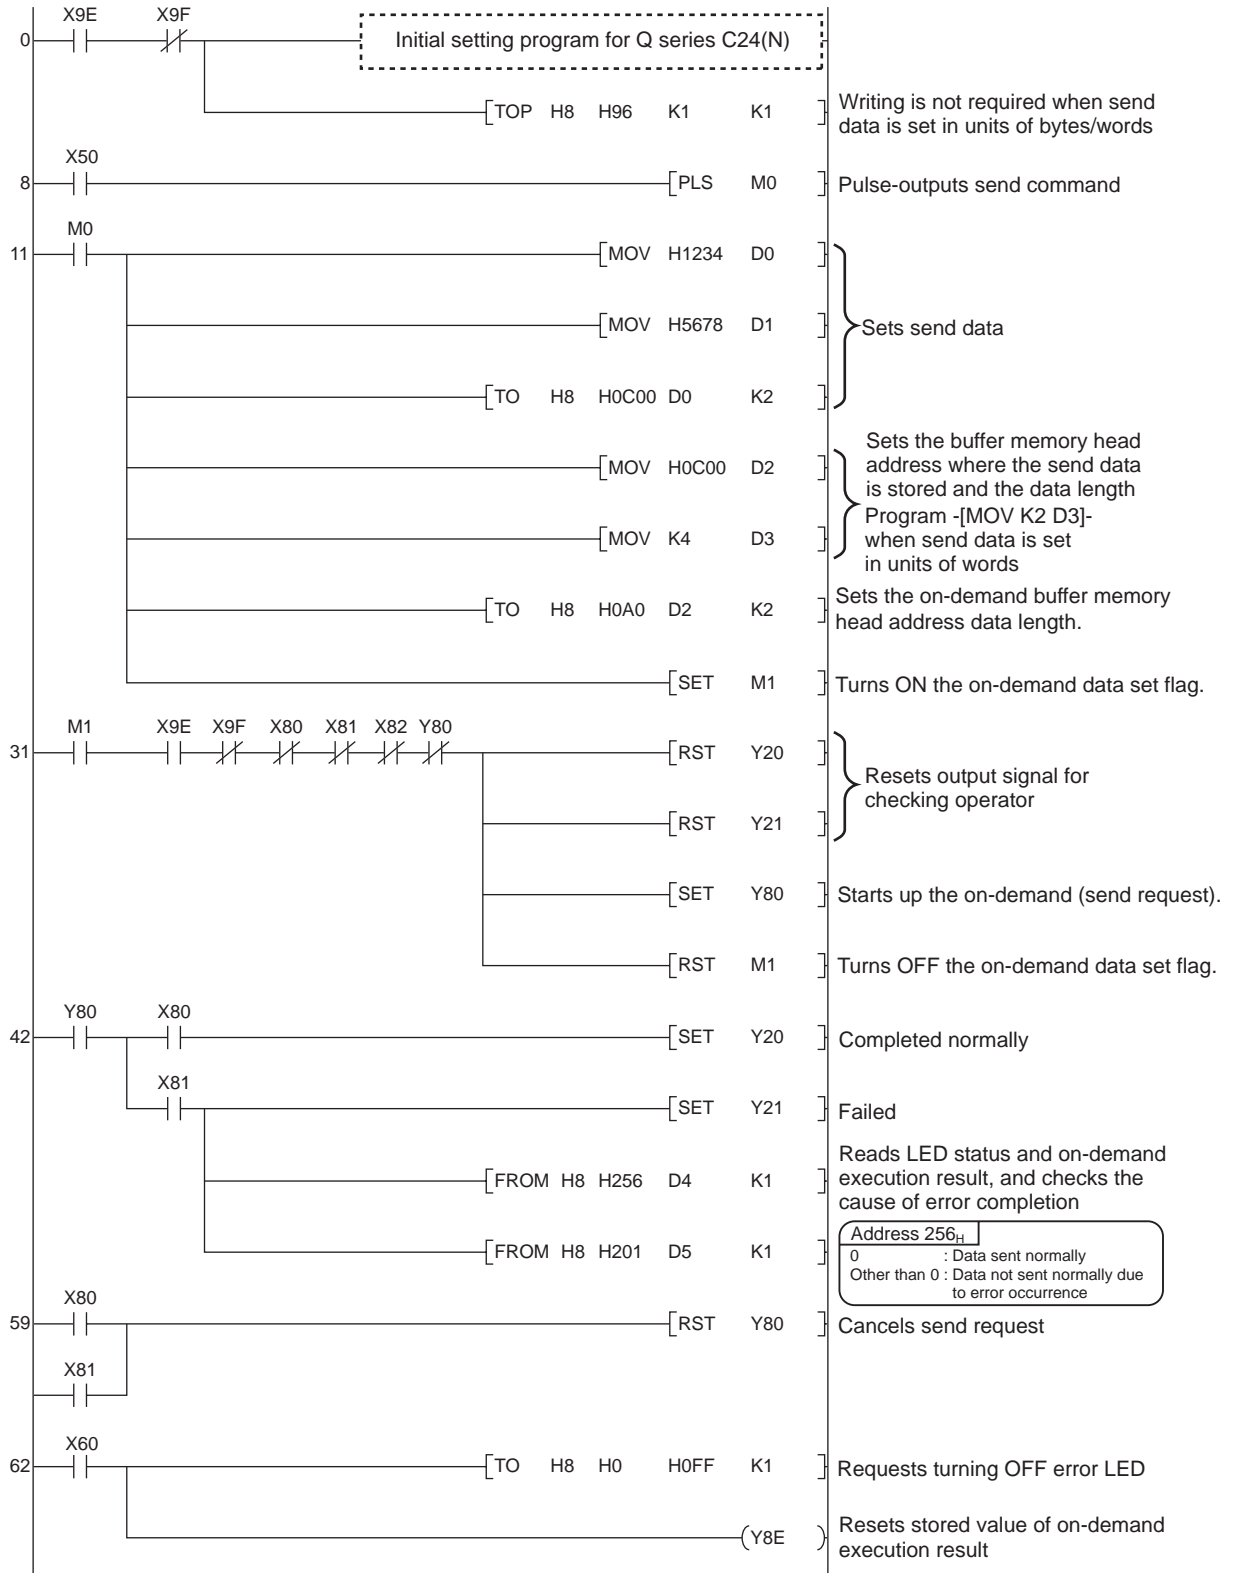 X9E X9F
0 Initial setting program for Q series C24(N)
TOP H8 H96 K1 K1 Writing is not required when send
data is set in units of bytes/words
X50
8 PLS M0 Pulse-outputs send command
M0
11 MOV H1234 D0
MOV H5678 D1 Sets send data
TO H8 H0C00 D0 K2
Sets the buffer memory head
MOV H0C00 D2 address where the send data
is stored and the data length
Program -[MOV K2 D3]-
MOV K4 D3 when send data is set
in units of words
TO H8 H0A0 D2 K2 Sets the on-demand buffer memory
head address data length.
SET M1 Turns ON the on-demand data set flag.
M1 X9E X9F X80 X81 X82 Y80
31 RST Y20
Resets output signal for
checking operator
RST Y21
SET Y80 Starts up the on-demand (send request).
RST M1 Turns OFF the on-demand data set flag.
Y80 X80
42 SET Y20 Completed normally
X81
SET Y21 Failed
Reads LED status and on-demand
FROM H8 H256 D4 K1 execution result, and checks the
cause of error completion
Address 256H
FROM H8 H201 D5 K1 0 : Data sent normally
Other than 0 : Data not sent normally due
to error occurrence
X80
59 RST Y80 Cancels send request
X81
X60
62 TO H8 H0 H0FF K1 Requests turning OFF error LED
Y8E Resets stored value of on-demand
execution result